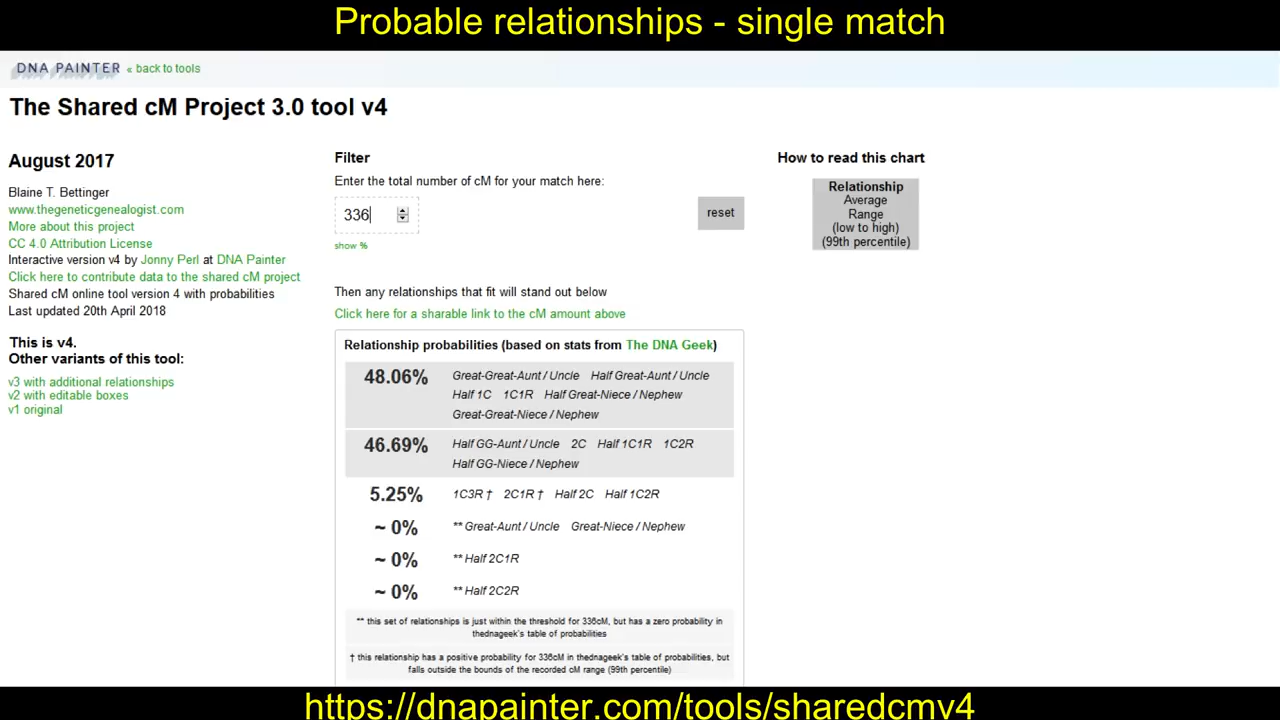 Probable relationships - single match
DNA PAINTER « back to tools
The Shared cM Project 3.0 tool v4
August 2017
Blaine T. Bettinger
www.thegeneticgenealogist.com
More about this project
CC 4.0 Attribution License
Interactive version v4 by Jonny Perl at DNA Painter
Click here to contribute data to the shared cM project
Shared cM online tool version 4 with probabilities
Last updated 20th April 2018
This is v4.
Other variants of this tool:
v3 with additional relationships
v2 with editable boxes
v1 original
Filter
Enter the total number of cM for your match here:
336
reset
show %
Then any relationships that fit will stand out below
Click here for a sharable link to the cM amount above
Relationship probabilities (based on stats from The DNA Geek)
48.06% Great-Great-Aunt / Uncle Half Great-Aunt / Uncle
Half 1C 1C1R Half Great-Niece / Nephew
Great-Great-Niece / Nephew
46.69% Half GG-Aunt / Uncle 2C Half 1C1R 1C2R
Half GG-Niece / Nephew
5.25% 1C3R † 2C1R † Half 2C Half 1C2R
~ 0% ** Great-Aunt / Uncle Great-Niece / Nephew
~ 0% ** Half 2C1R
~ 0% ** Half 2C2R
** this set of relationships is just within the threshold for 336cM, but has a zero probability in
thednageek's table of probabilities
† this relationship has a positive probability for 336cM in thednageek's table of probabilities, but
falls outside the bounds of the recorded cM range (99th percentile)
How to read this chart
Relationship
Average
Range
(low to high)
(99th percentile)
https://dnapainter.com/tools/sharedcmv4